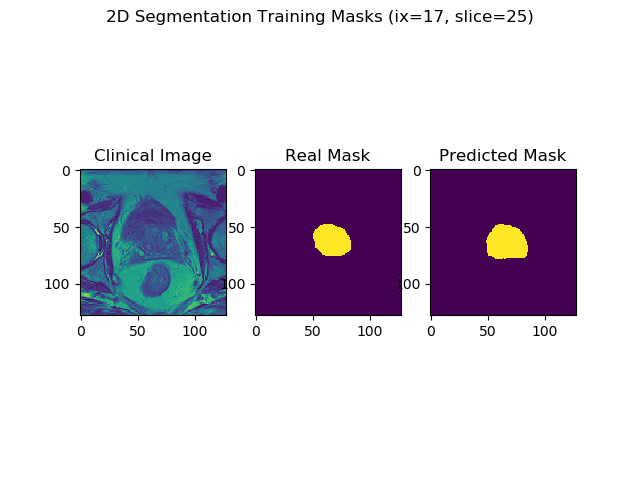 2D Segmentation Training Masks (ix=17, slice=25)
Clinical Image Real Mask Predicted Mask
0 0 0
50 50 50
100 100 100
0 50 100 0 50 100 0 50 100